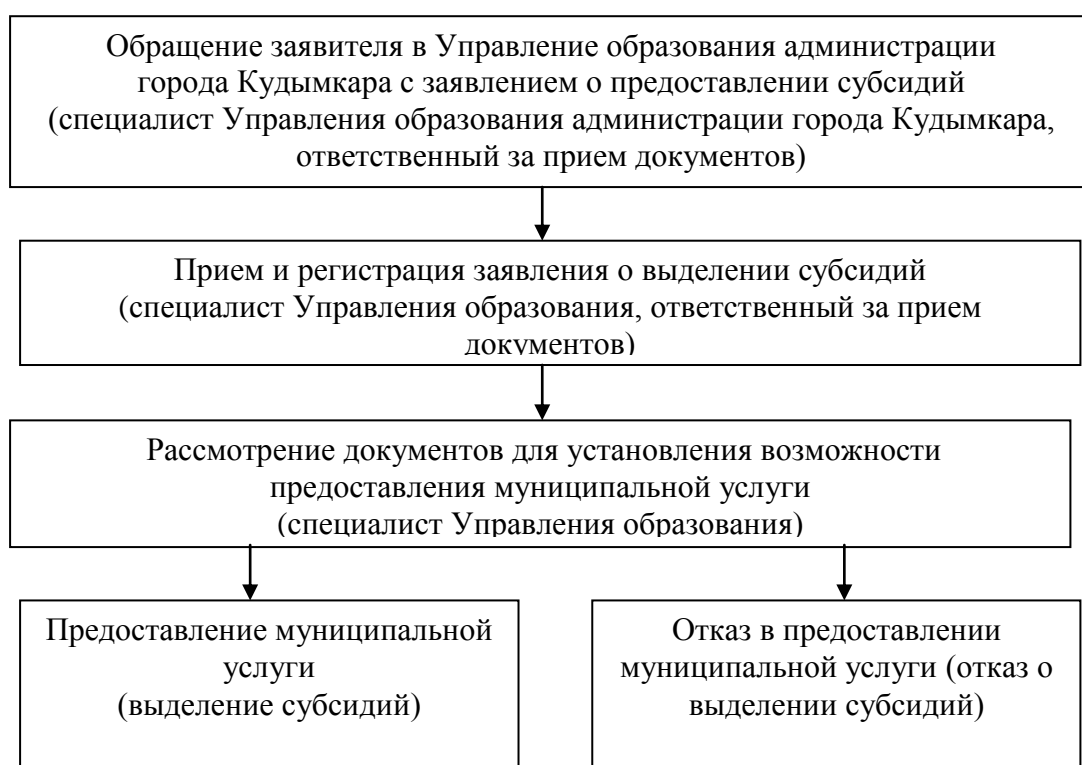 Обращение заявителя в Управление образования администрации
города Кудымкара с заявлением о предоставлении субсидий
(специалист Управления образования администрации города Кудымкара,
ответственный за прием документов)
Прием и регистрация заявления о выделении субсидий
(специалист Управления образования, ответственный за прием
документов)
Рассмотрение документов для установления возможности
предоставления муниципальной услуги
(специалист Управления образования)
Предоставление муниципальной
услуги
(выделение субсидий)
Отказ в предоставлении
муниципальной услуги (отказ о
выделении субсидий)